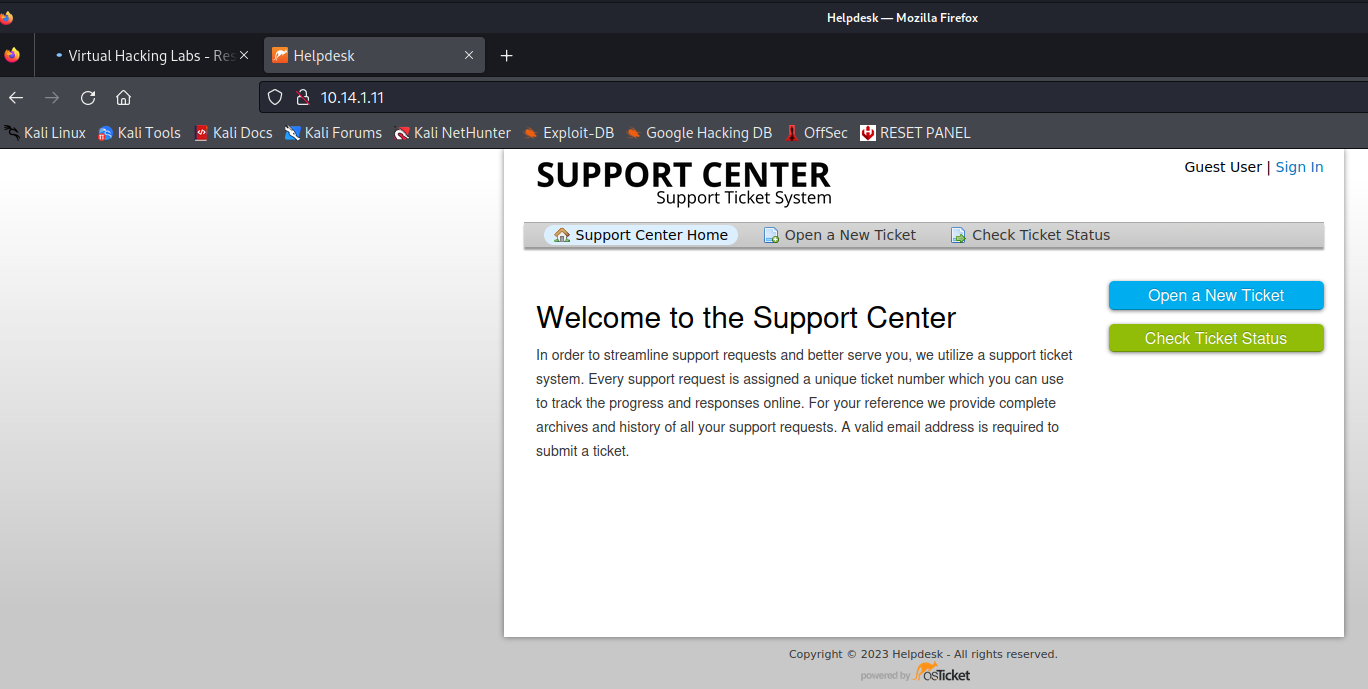 Helpdesk — Mozilla Firefox
Virtual Hacking Labs - Res
Helpdesk
10.14.1.11
Kali Linux Kali Tools Kali Docs Kali Forums Kali NetHunter Exploit-DB Google Hacking DB OffSec RESET PANEL
SUPPORT CENTER
Support Ticket System
Guest User | Sign In
Support Center Home Open a New Ticket Check Ticket Status
Open a New Ticket
Check Ticket Status
Welcome to the Support Center
In order to streamline support requests and better serve you, we utilize a support ticket
system. Every support request is assigned a unique ticket number which you can use
to track the progress and responses online. For your reference we provide complete
archives and history of all your support requests. A valid email address is required to
submit a ticket.
Copyright © 2023 Helpdesk - All rights reserved.
powered by osTicket